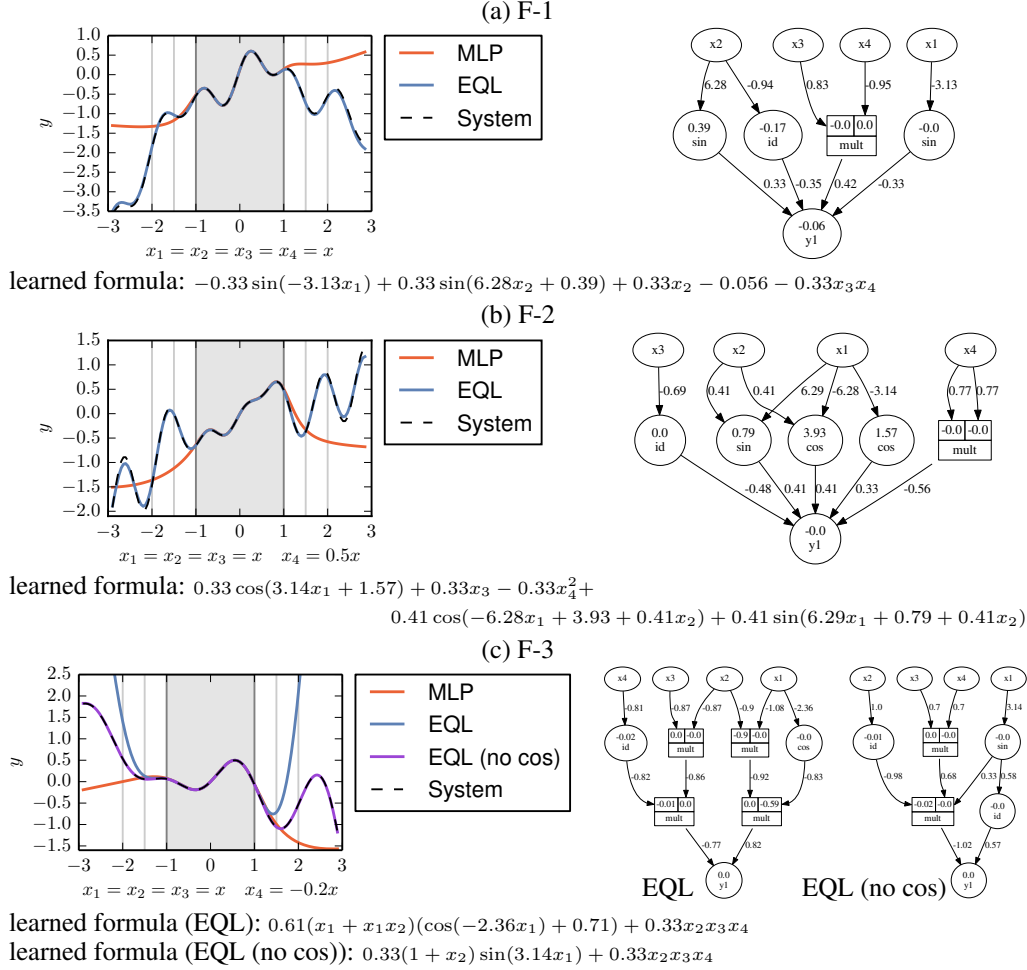 (a) F-1
1.0
0.5
0.0
−0.5
−1.0
−1.5
−2.0
−2.5
−3.0
−3.5
y
−3 −2 −1 0 1 2 3
x₁ = x₂ = x₃ = x₄ = x
MLP
EQL
System
x2 x3 x4 x1
6.28 -0.94 0.83 -0.95 -3.13
0.39 sin
-0.17 id
-0.0 0.0 mult
-0.0 sin
0.33 -0.35 0.42 -0.33
-0.06
y1
learned formula: −0.33 sin(−3.13x₁) + 0.33 sin(6.28x₂ + 0.39) + 0.33x₂ − 0.056 − 0.33x₃x₄
(b) F-2
1.5
1.0
0.5
0.0
−0.5
−1.0
−1.5
−2.0
y
−3 −2 −1 0 1 2 3
x₁ = x₂ = x₃ = x x₄ = 0.5x
MLP
EQL
System
x3 x2 x1 x4
-0.69 0.41 0.41 6.29 -6.28 -3.14 0.77 0.77
0.0 id
0.79 sin
3.93 cos
1.57 cos
-0.0 -0.0 mult
-0.48 0.41 0.41 0.33 -0.56
-0.0
y1
learned formula: 0.33 cos(3.14x₁ + 1.57) + 0.33x₃ − 0.33x₄²+
0.41 cos(−6.28x₁ + 3.93 + 0.41x₂) + 0.41 sin(6.29x₁ + 0.79 + 0.41x₂)
(c) F-3
2.5
2.0
1.5
1.0
0.5
0.0
−0.5
−1.0
−1.5
y
−3 −2 −1 0 1 2 3
x₁ = x₂ = x₃ = x x₄ = −0.2x
MLP
EQL
EQL (no cos)
System
x4 x3 x2 x1
-0.81 -0.87 -0.87 -0.9 -1.08 -2.36
-0.02 id
0.0 -0.0 mult
-0.9 -0.0 mult
-0.0 cos
-0.82 -0.86 -0.92 -0.83
-0.01 0.0 mult
0.0 -0.59 mult
-0.77 0.82
0.0
y1
EQL
x2 x3 x4 x1
1.0 0.7 0.7 3.14
-0.01 id
0.0 -0.0 mult
-0.0 sin
-0.98 0.68 0.33 0.58
-0.02 -0.0 mult
-0.0 id
-1.02 0.57
0.0
y1
EQL (no cos)
learned formula (EQL): 0.61(x₁ + x₁x₂)(cos(−2.36x₁) + 0.71) + 0.33x₂x₃x₄
learned formula (EQL (no cos)): 0.33(1 + x₂) sin(3.14x₁) + 0.33x₂x₃x₄